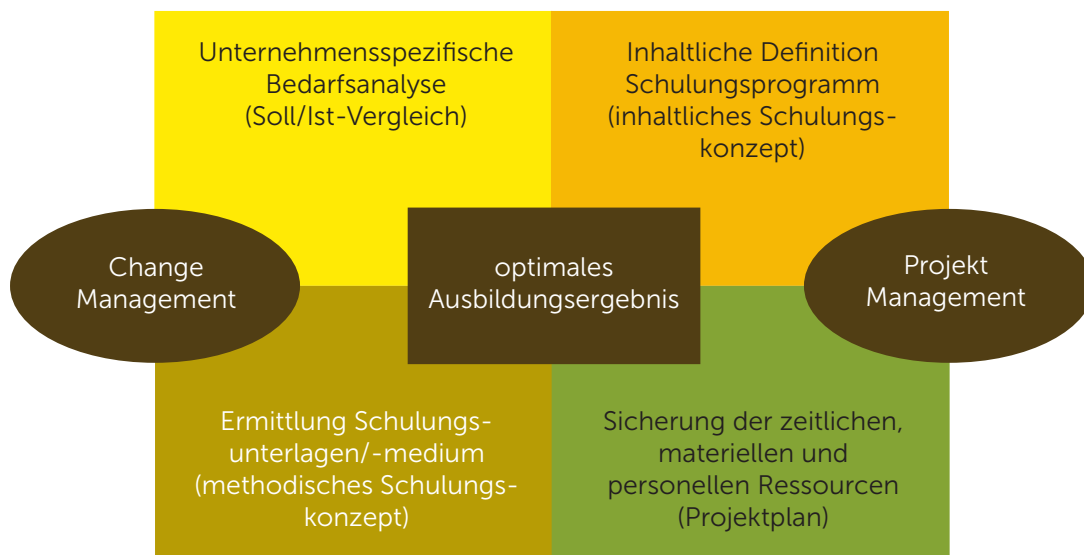 Unternehmensspezifische
Bedarfsanalyse
(Soll/Ist-Vergleich)
Inhaltliche Definition
Schulungsprogramm
(inhaltliches Schulungs-
konzept)
Change
Management
optimales
Ausbildungsergebnis
Projekt
Management
Ermittlung Schulungs-
unterlagen/-medium
(methodisches Schulungs-
konzept)
Sicherung der zeitlichen,
materiellen und
personellen Ressourcen
(Projektplan)